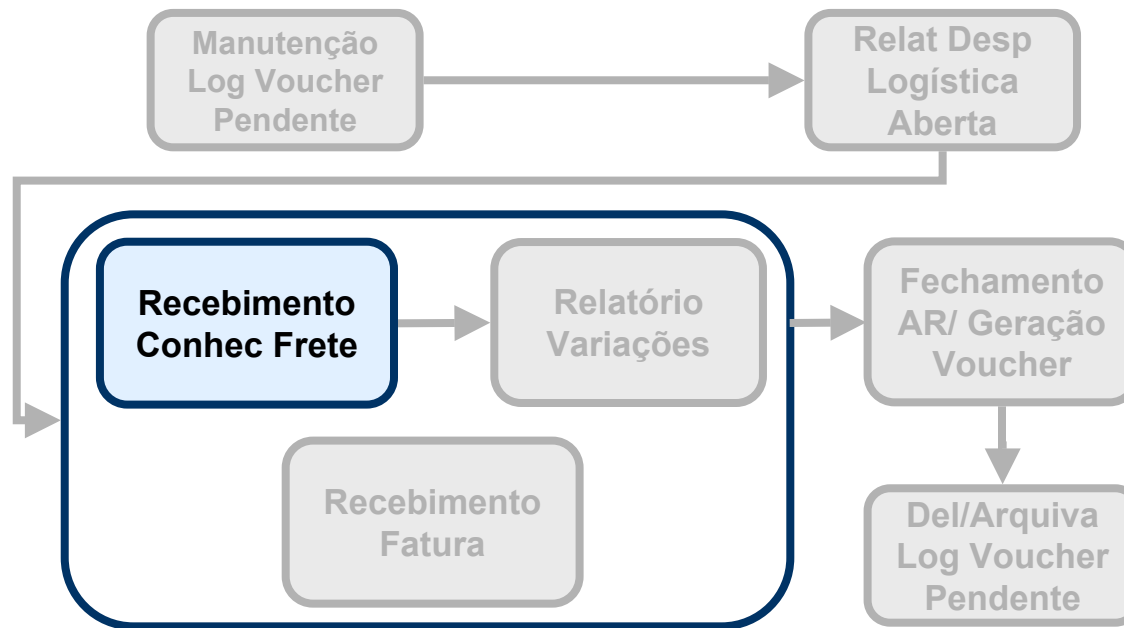 Manutenção
Log Voucher
Pendente
Relat Desp
Logística
Aberta
Recebimento
Conhec Frete
Relatório
Variações
Fechamento
AR/ Geração
Voucher
Recebimento
Fatura
Del/Arquiva
Log Voucher
Pendente